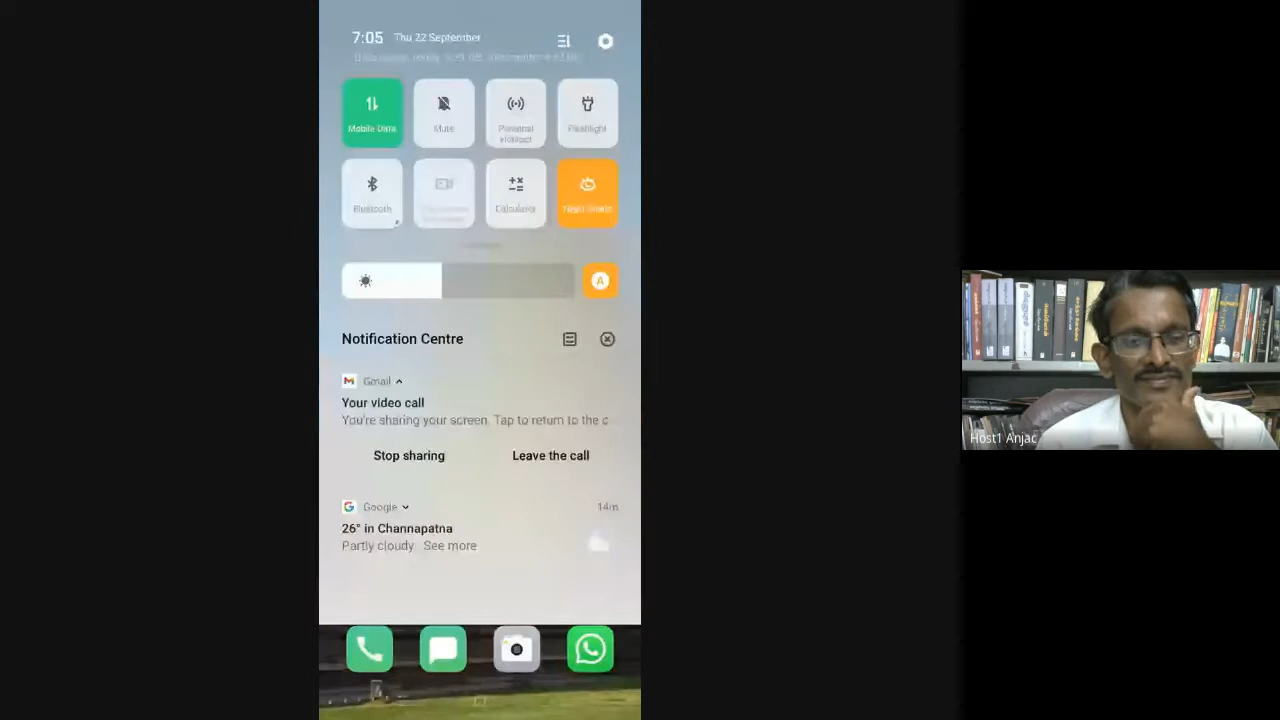 7:05 Thu 22 September
Mobile Data
Mute
Personal
Hotspot
Flashlight
Bluetooth
Calculator
A
Notification Centre
Gmail
Your video call
You're sharing your screen. Tap to return to the c
Stop sharing
Leave the call
Google
14m
26° in Channapatna
Partly cloudy See more
Host1 Anjac